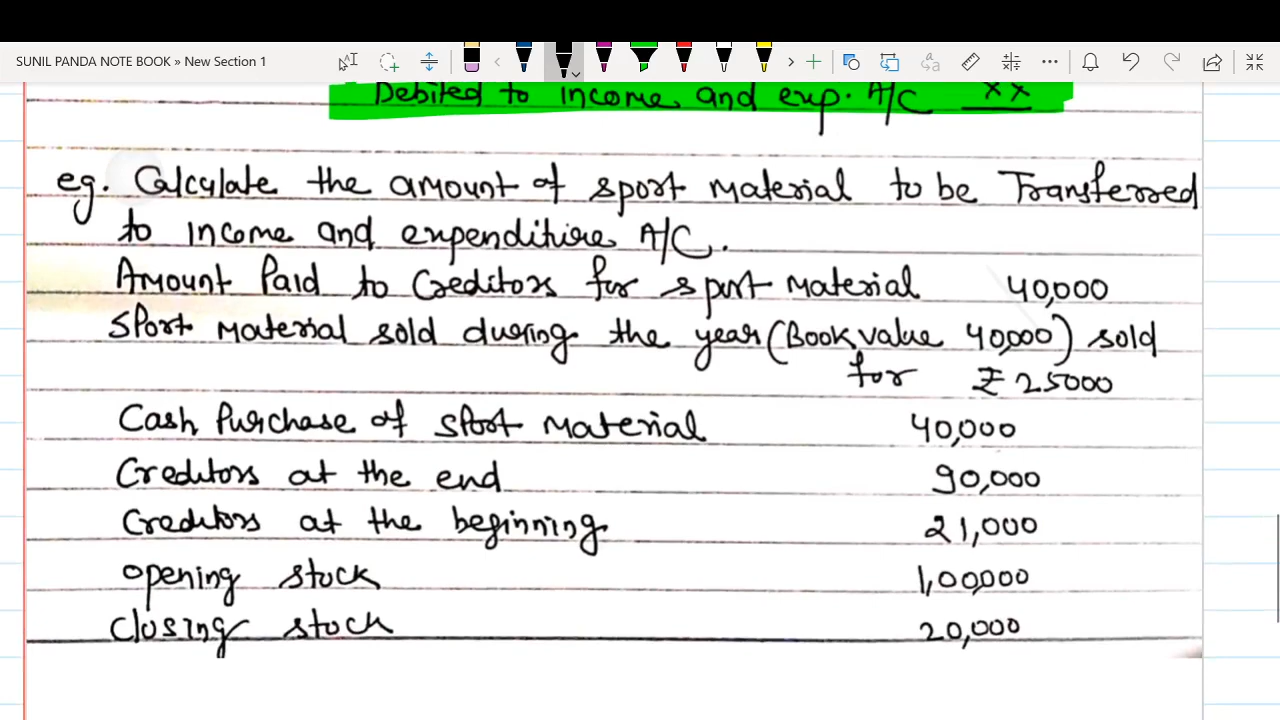 SUNIL PANDA NOTE BOOK » New Section 1
Debited to income and exp. A/C xx
eg. Calculate the amount of sport material to be Transferred
to income and expenditure A/C.
Amount Paid to Creditors for sport material 40,000
Sport material sold during the year (Book value 40,000) sold
for ₹ 25000
Cash Purchase of sport material 40,000
Creditors at the end 90,000
Creditors at the beginning 21,000
opening stock 1,00,000
closing stock 20,000